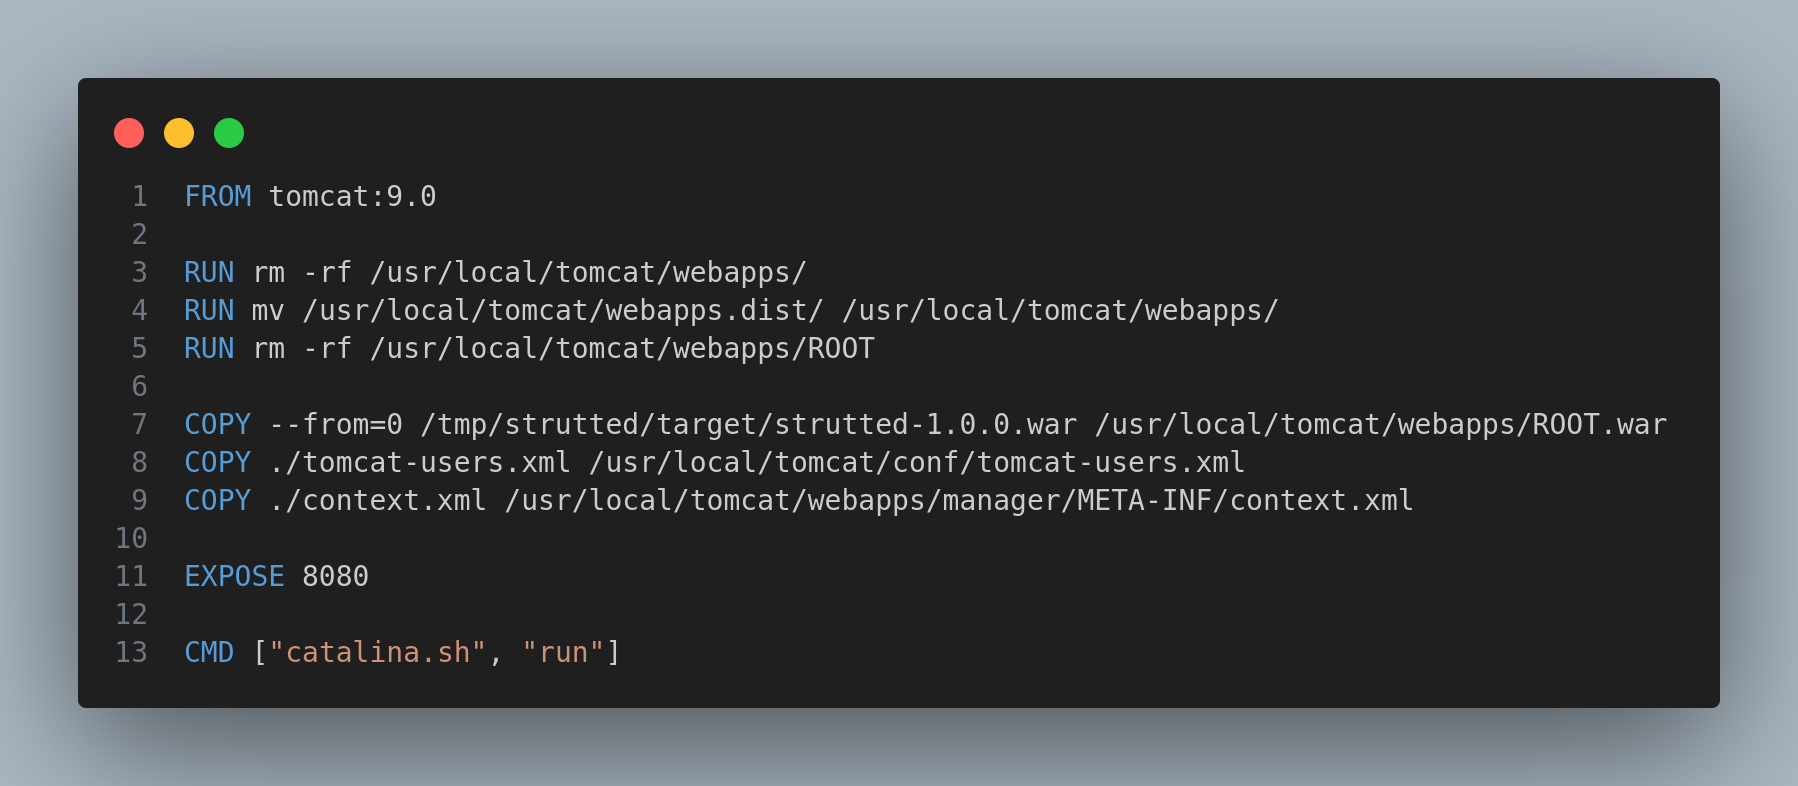 1 FROM tomcat:9.0
2
3 RUN rm -rf /usr/local/tomcat/webapps/
4 RUN mv /usr/local/tomcat/webapps.dist/ /usr/local/tomcat/webapps/
5 RUN rm -rf /usr/local/tomcat/webapps/ROOT
6
7 COPY --from=0 /tmp/strutted/target/strutted-1.0.0.war /usr/local/tomcat/webapps/ROOT.war
8 COPY ./tomcat-users.xml /usr/local/tomcat/conf/tomcat-users.xml
9 COPY ./context.xml /usr/local/tomcat/webapps/manager/META-INF/context.xml
10
11 EXPOSE 8080
12
13 CMD ["catalina.sh", "run"]